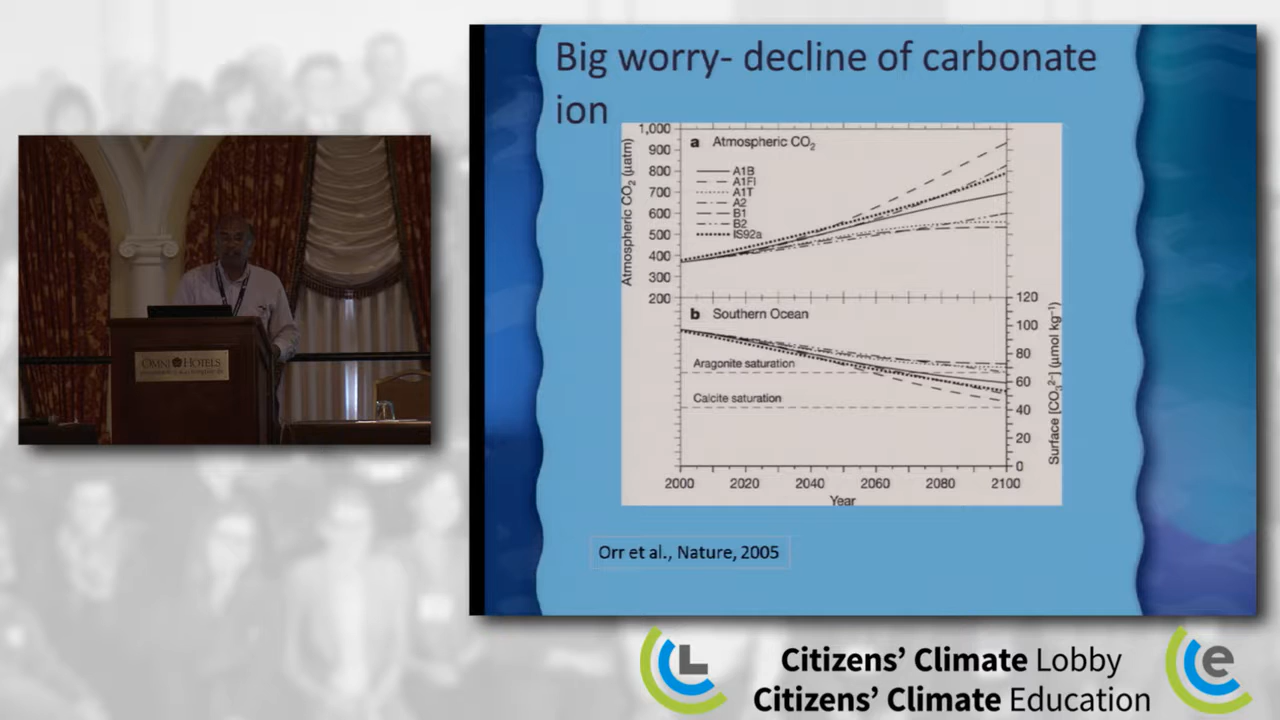 Big worry- decline of carbonate
ion
a Atmospheric CO₂
Atmospheric CO₂ (μatm)
1,000
900
800
700
600
500
400
300
200
A1B
A1FI
A1T
A2
B1
B2
IS92a
b Southern Ocean
Aragonite saturation
Calcite saturation
120
100
80
60
40
20
0
Surface [CO₃²⁻] (μmol kg⁻¹)
2000 2020 2040 2060 2080 2100
Year
Orr et al., Nature, 2005
OMNI HOTELS
L
Citizens' Climate Lobby
Citizens' Climate Education
e